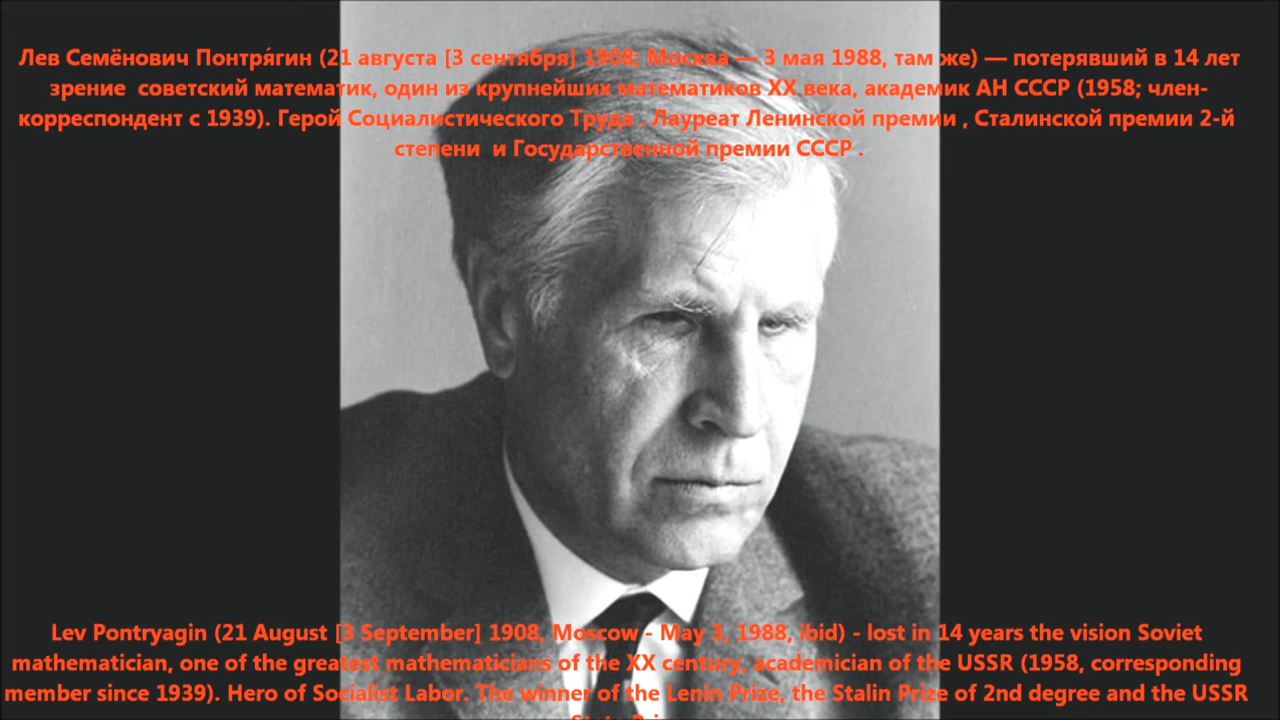 Лев Семёнович Понтря́гин (21 августа [3 сентября] 1908; Москва — 3 мая 1988, там же) — потерявший в 14 лет
зрение советский математик, один из крупнейших математиков XX века, академик АН СССР (1958; член-
корреспондент с 1939). Герой Социалистического Труда . Лауреат Ленинской премии , Сталинской премии 2-й
степени и Государственной премии СССР .
Lev Pontryagin (21 August [3 September] 1908, Moscow - May 3, 1988, ibid) - lost in 14 years the vision Soviet
mathematician, one of the greatest mathematicians of the XX century, academician of the USSR (1958, corresponding
member since 1939). Hero of Socialist Labor. The winner of the Lenin Prize, the Stalin Prize of 2nd degree and the USSR